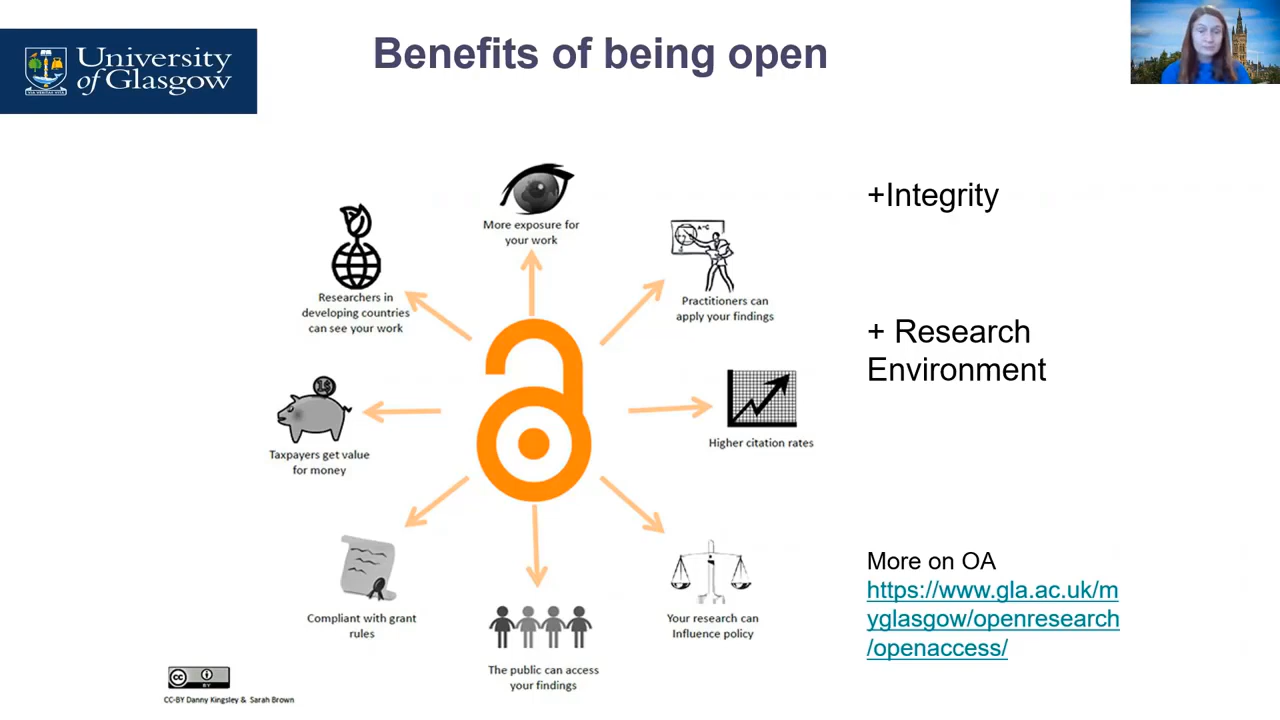 University
of Glasgow
Benefits of being open
More exposure for
your work
Practitioners can
apply your findings
Higher citation rates
Your research can
Influence policy
The public can access
your findings
Compliant with grant
rules
Taxpayers get value
for money
Researchers in
developing countries
can see your work
+Integrity
+ Research
Environment
More on OA
https://www.gla.ac.uk/m
yglasgow/openresearch
/openaccess/
cc
BY
CC-BY Danny Kingsley & Sarah Brown